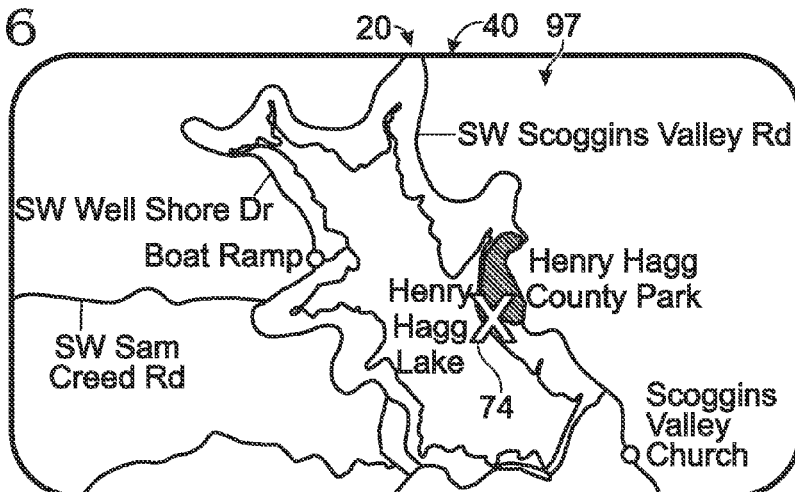 6
20
40
97
SW Scoggins Valley Rd
SW Well Shore Dr
Boat Ramp
Henry Hagg
County Park
Henry
Hagg
Lake
SW Sam
Creed Rd
74
Scoggins
Valley
Church